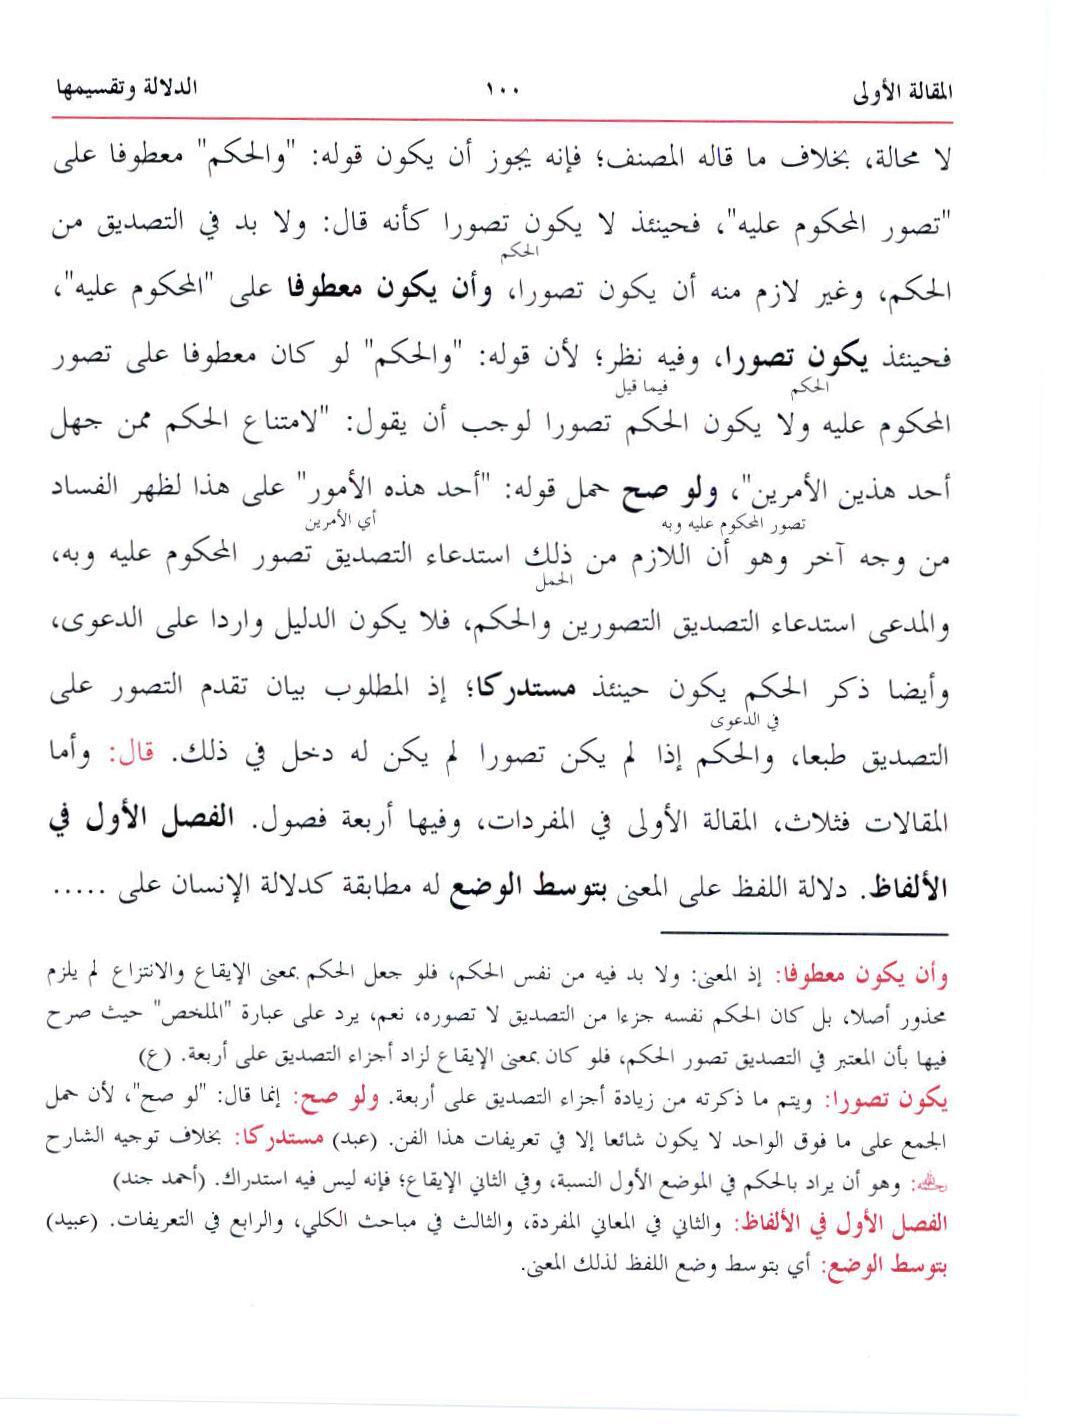 المقالة الأولى ١٠٠ الدلالة وتقسيمها
لا محالة، بخلاف ما قاله المصنف؛ فإنه يجوز أن يكون قوله: "والحكم" معطوفا على
"تصور المحكوم عليه"، فحينئذ لا يكون تصورا كأنه قال: ولا بد في التصديق من
الحكم
الحكم، وغير لازم منه أن يكون تصورا، وأن يكون معطوفا على "المحكوم عليه"،
فحينئذ يكون تصورا، وفيه نظر؛ لأن قوله: "والحكم" لو كان معطوفا على تصور
الحكم فيما قيل
المحكوم عليه ولا يكون الحكم تصورا لوجب أن يقول: "لامتناع الحكم ممن جهل
أحد هذين الأمرين"، ولو صح حمل قوله: "أحد هذه الأمور" على هذا لظهر الفساد
تصور المحكوم عليه وبه أي الأمرين
من وجه آخر وهو أن اللازم من ذلك استدعاء التصديق تصور المحكوم عليه وبه،
الحمل
والمدعى استدعاء التصديق التصورين والحكم، فلا يكون الدليل واردا على الدعوى،
وأيضا ذكر الحكم يكون حينئذ مستدركا؛ إذ المطلوب بيان تقدم التصور على
في الدعوى
التصديق طبعا، والحكم إذا لم يكن تصورا لم يكن له دخل في ذلك. قال: وأما
المقالات فثلاث، المقالة الأولى في المفردات، وفيها أربعة فصول. الفصل الأول في
الألفاظ. دلالة اللفظ على المعنى بتوسط الوضع له مطابقة كدلالة الإنسان على .....
وأن يكون معطوفا: إذ المعنى: ولا بد فيه من نفس الحكم، فلو جعل الحكم بمعنى الإيقاع والانتزاع لم يلزم
محذور أصلا، بل كان الحكم نفسه جزءا من التصديق لا تصوره، نعم، يرد على عبارة "الملخص" حيث صرح
فيها بأن المعتبر في التصديق تصور الحكم، فلو كان بمعنى الإيقاع لزاد أجزاء التصديق على أربعة. (ع)
يكون تصورا: ويتم ما ذكرته من زيادة أجزاء التصديق على أربعة. ولو صح: إنما قال: "لو صح"، لأن حمل
الجمع على ما فوق الواحد لا يكون شائعا إلا في تعريفات هذا الفن. (عبد) مستدركا: بخلاف توجيه الشارح
رحمه الله: وهو أن يراد بالحكم في الموضع الأول النسبة، وفي الثاني الإيقاع؛ فإنه ليس فيه استدراك. (أحمد جند)
الفصل الأول في الألفاظ: والثاني في المعاني المفردة، والثالث في مباحث الكلي، والرابع في التعريفات. (عبيد)
بتوسط الوضع: أي بتوسط وضع اللفظ لذلك المعنى.